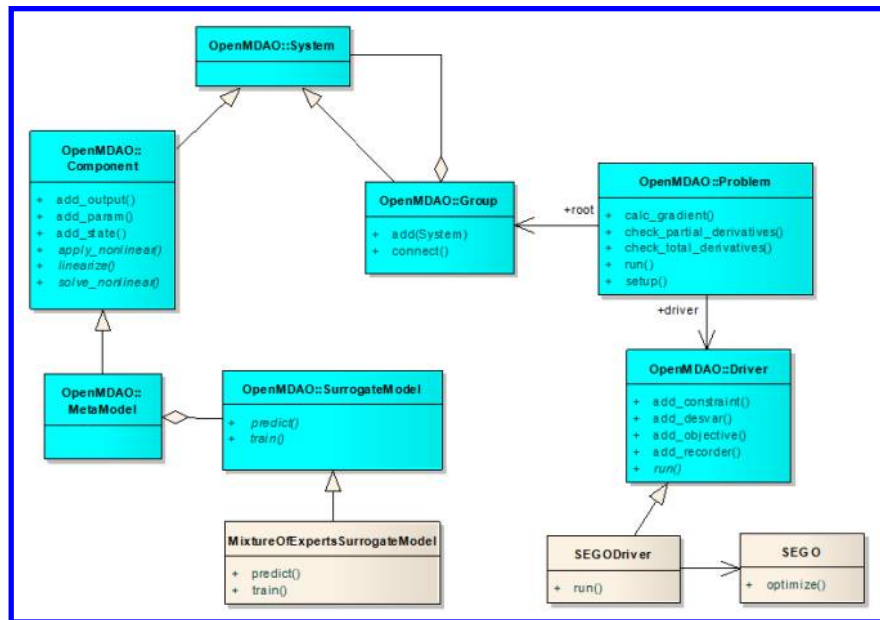 OpenMDAO::System
OpenMDAO::
Component
+ add_output()
+ add_param()
+ add_state()
+ apply_nonlinear()
+ linearize()
+ solve_nonlinear()
OpenMDAO::Group
+ add(System)
+ connect()
+root
OpenMDAO::Problem
+ calc_gradient()
+ check_partial_derivatives()
+ check_total_derivatives()
+ run()
+ setup()
+driver
OpenMDAO::
MetaModel
OpenMDAO::SurrogateModel
+ predict()
+ train()
OpenMDAO::Driver
+ add_constraint()
+ add_desvar()
+ add_objective()
+ add_recorder()
+ run()
MixtureOfExpertsSurrogateModel
+ predict()
+ train()
SEGODriver
+ run()
SEGO
+ optimize()